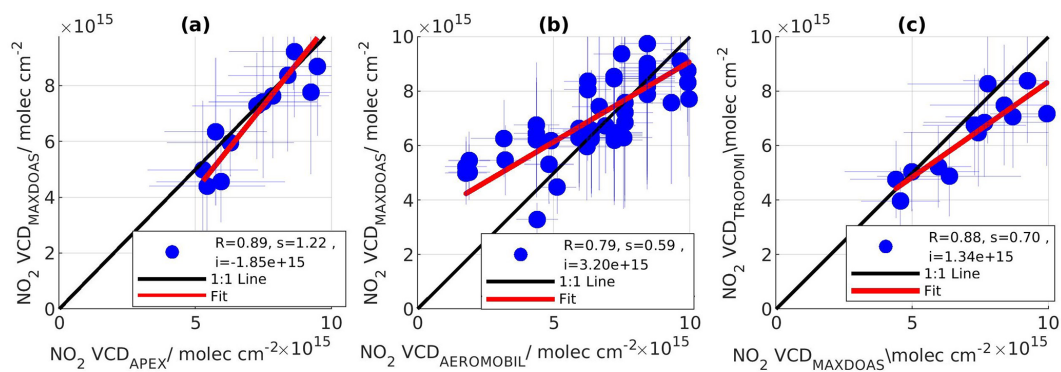 ×10^15 (a)
NO2 VCD_MAXDOAS/ molec cm^-2
8
6
4
2
0
R=0.89, s=1.22 ,
i=-1.85e+15
1:1 Line
Fit
0 5 10
NO2 VCD_APEX/ molec cm^-2 ×10^15
×10^15 (b)
NO2 VCD_MAXDOAS/ molec cm^-2
10
8
6
4
2
0
R=0.79, s=0.59 ,
i=3.20e+15
1:1 Line
Fit
0 5 10
NO2 VCD_AEROMOBIL/ molec cm^-2 ×10^15
×10^15 (c)
NO2 VCD_TROPOMI\molec cm^-2
10
8
6
4
2
0
R=0.88, s=0.70 ,
i=1.34e+15
1:1 Line
Fit
0 5 10
NO2 VCD_MAXDOAS\molec cm^-2 ×10^15